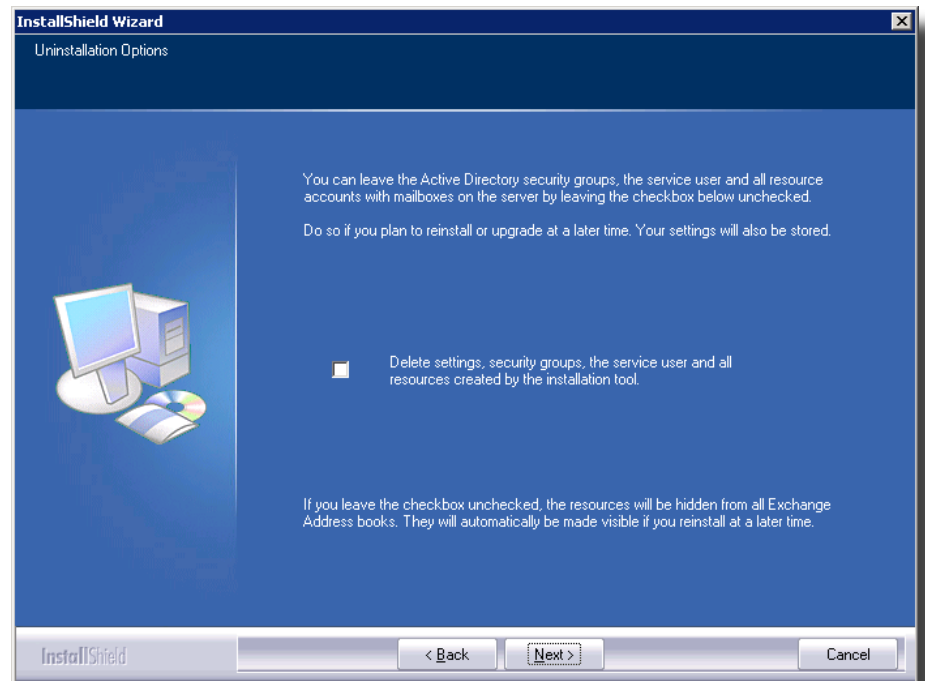 InstallShield Wizard
Uninstallation Options
You can leave the Active Directory security groups, the service user and all resource
accounts with mailboxes on the server by leaving the checkbox below unchecked.
Do so if you plan to reinstall or upgrade at a later time. Your settings will also be stored.
Delete settings, security groups, the service user and all
resources created by the installation tool.
If you leave the checkbox unchecked, the resources will be hidden from all Exchange
Address books. They will automatically be made visible if you reinstall at a later time.
InstallShield
< Back
Next >
Cancel